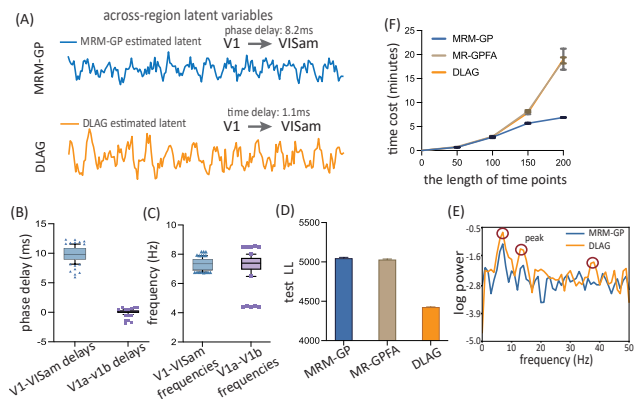 (A)
across-region latent variables
phase delay: 8.2ms
MRM-GP estimated latent
V1 VISam
MRM-GP
time delay: 1.1ms
DLAG estimated latent
V1 VISam
DLAG
(F)
time cost (minutes)
25
20
15
10
5
0
0 50 100 150 200
the length of time points
MRM-GP
MR-GPFA
DLAG
(B)
phase delay (ms)
15
10
5
0
-5
V1-VISam delays
V1a-v1b delays
(C)
frequency (Hz)
10
8
6
4
2
V1-VISam frequencies
V1a-v1b frequencies
(D)
test LL
5500
5000
4500
4000
MRM-GP
MR-GPFA
DLAG
(E)
log power
-0.5
-1.7
-2.8
-3.9
-5.0
0 10 20 30 40 50
frequency (Hz)
peak
MRM-GP
DLAG